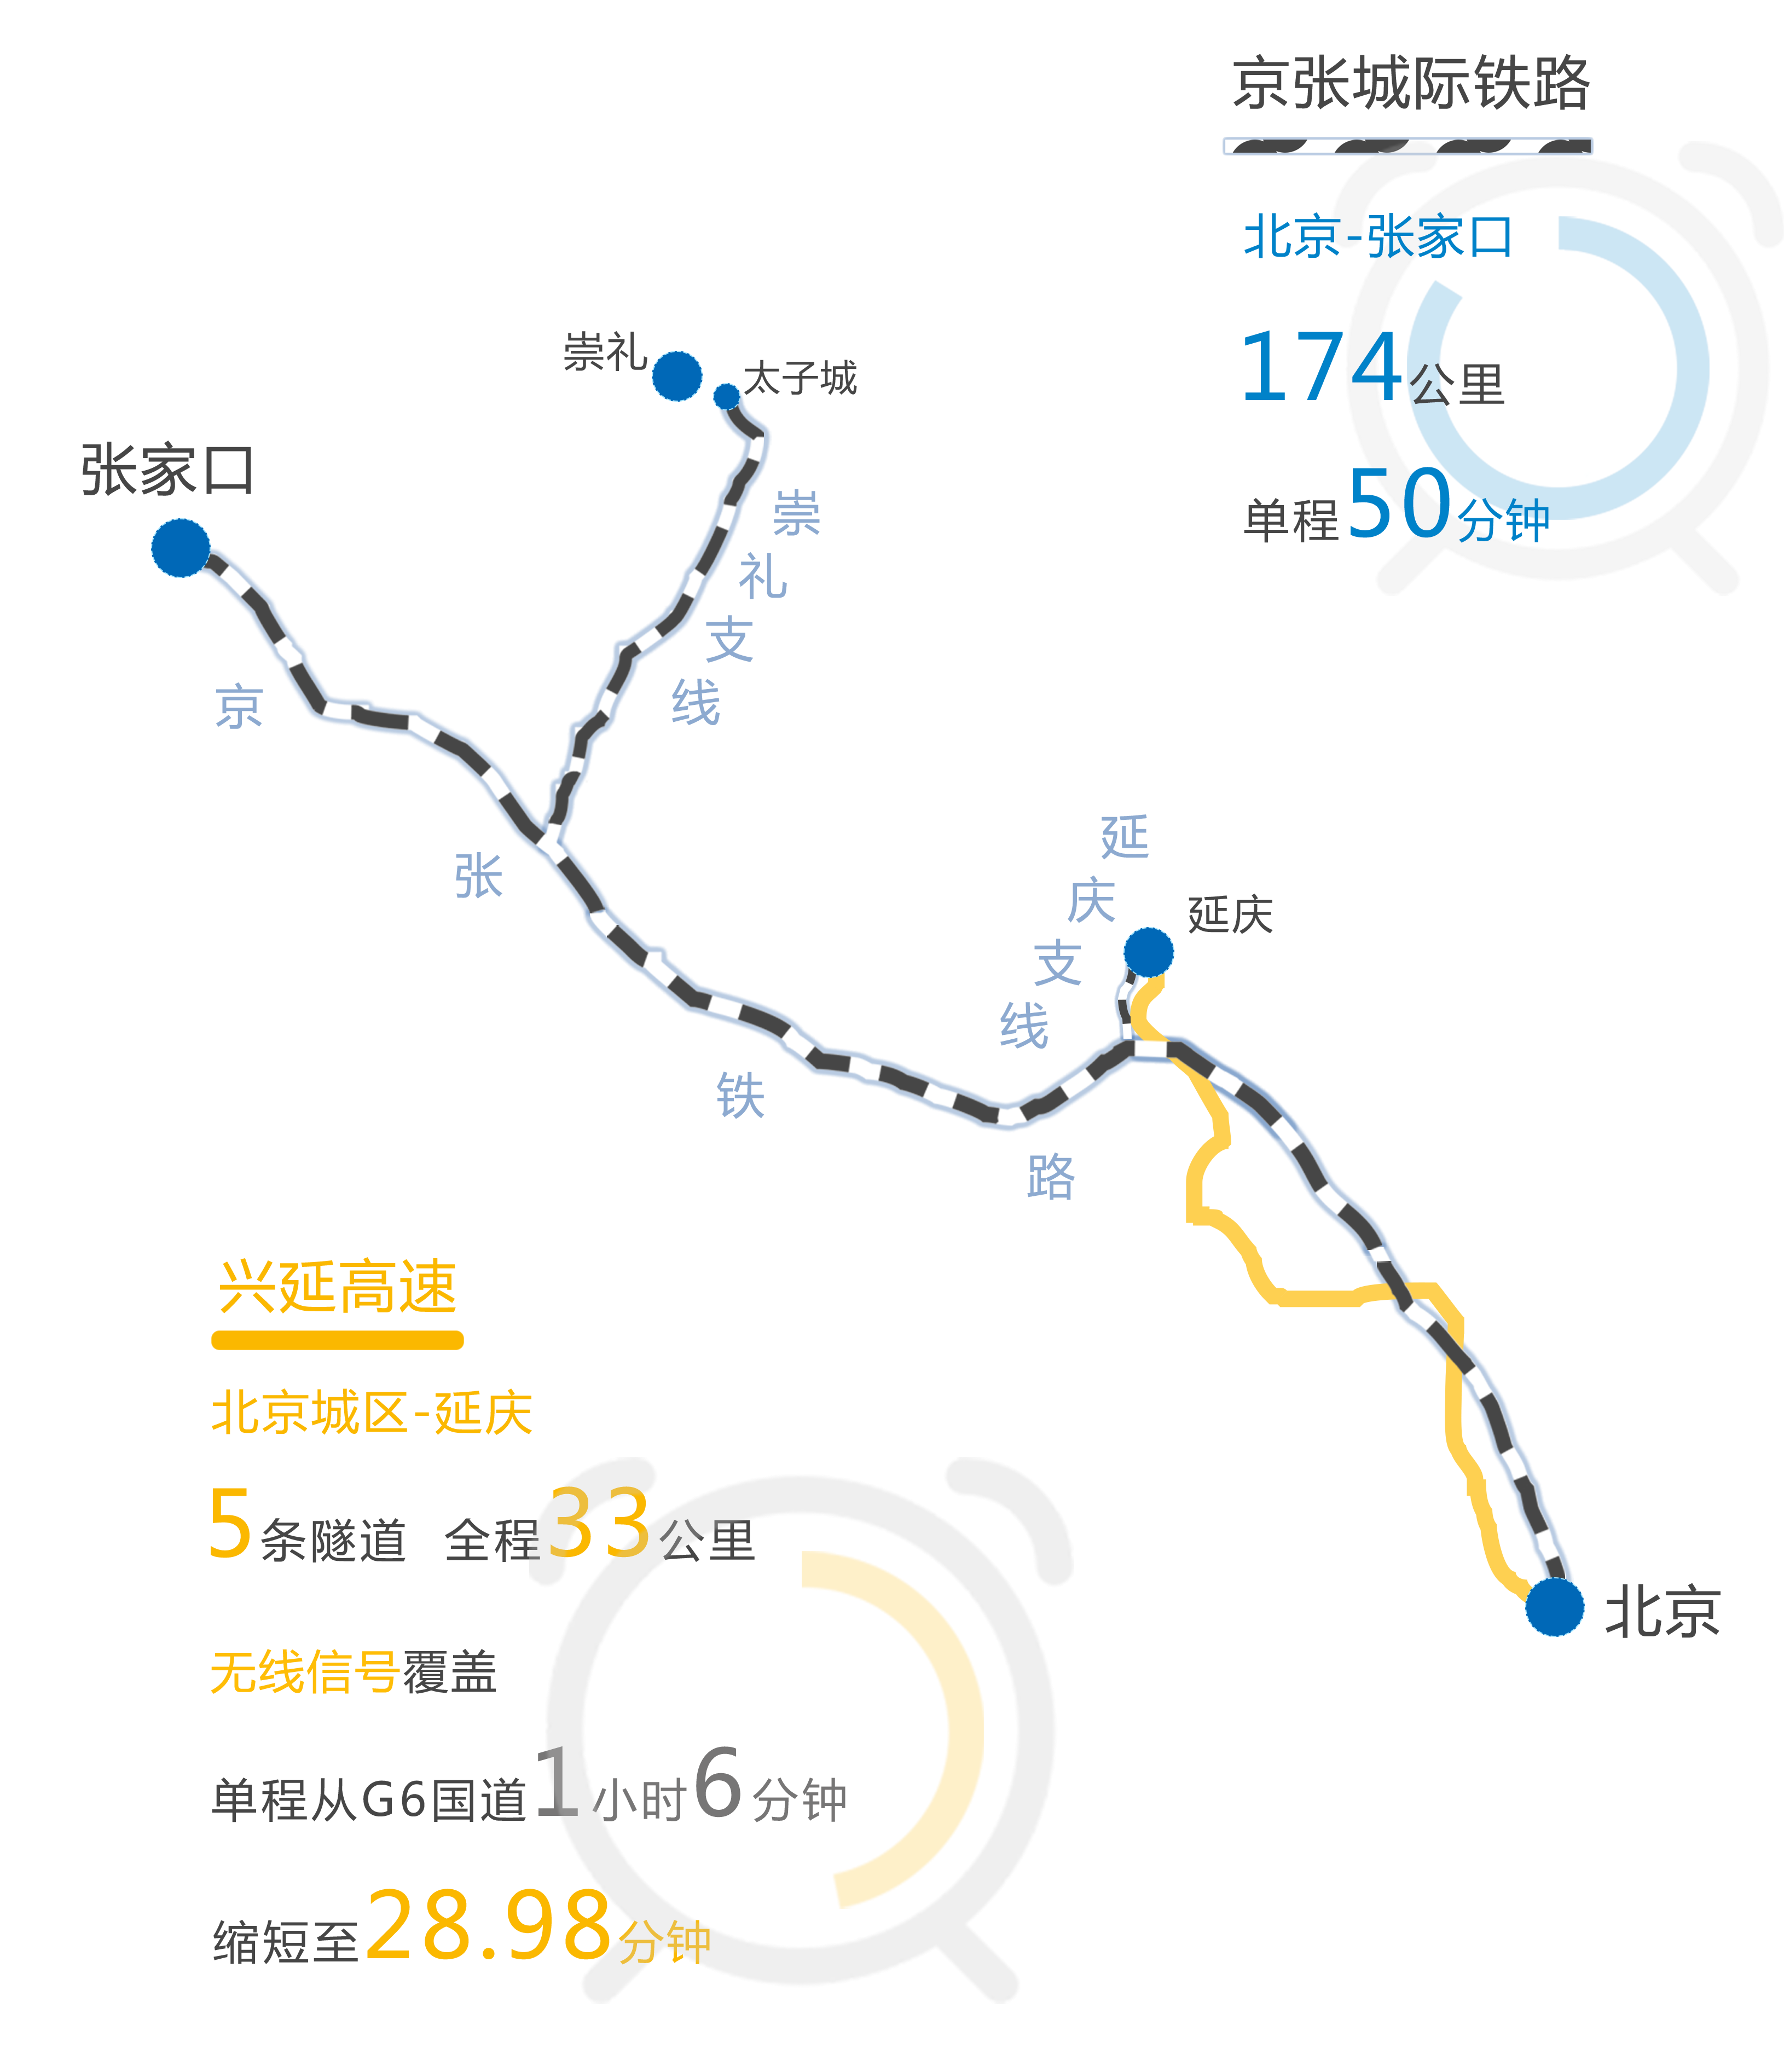 京张城际铁路
北京-张家口
174公里
单程50分钟
崇礼
太子城
张家口
崇礼支线
京张铁路
延庆支线
延庆
兴延高速
北京城区-延庆
5条隧道 全程33公里
无线信号覆盖
单程从G6国道1小时6分钟
缩短至28.98分钟
北京